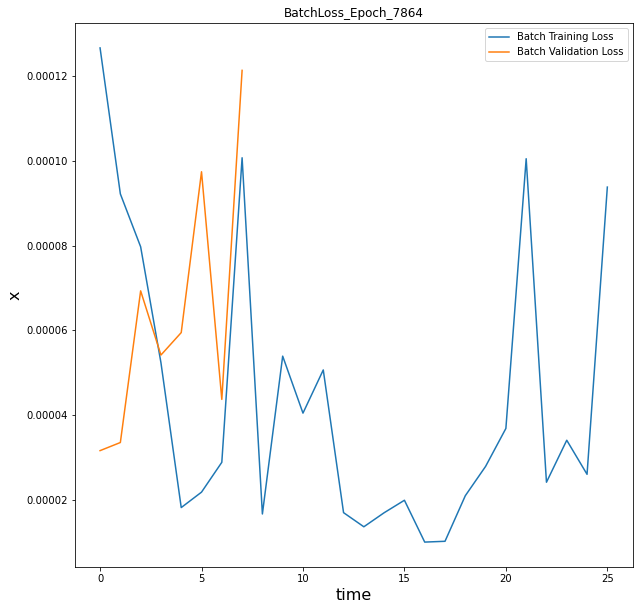 BatchLoss_Epoch_7864
Batch Training Loss
Batch Validation Loss
0.00012
0.00010
0.00008
0.00006
0.00004
0.00002
x
0 5 10 15 20 25
time